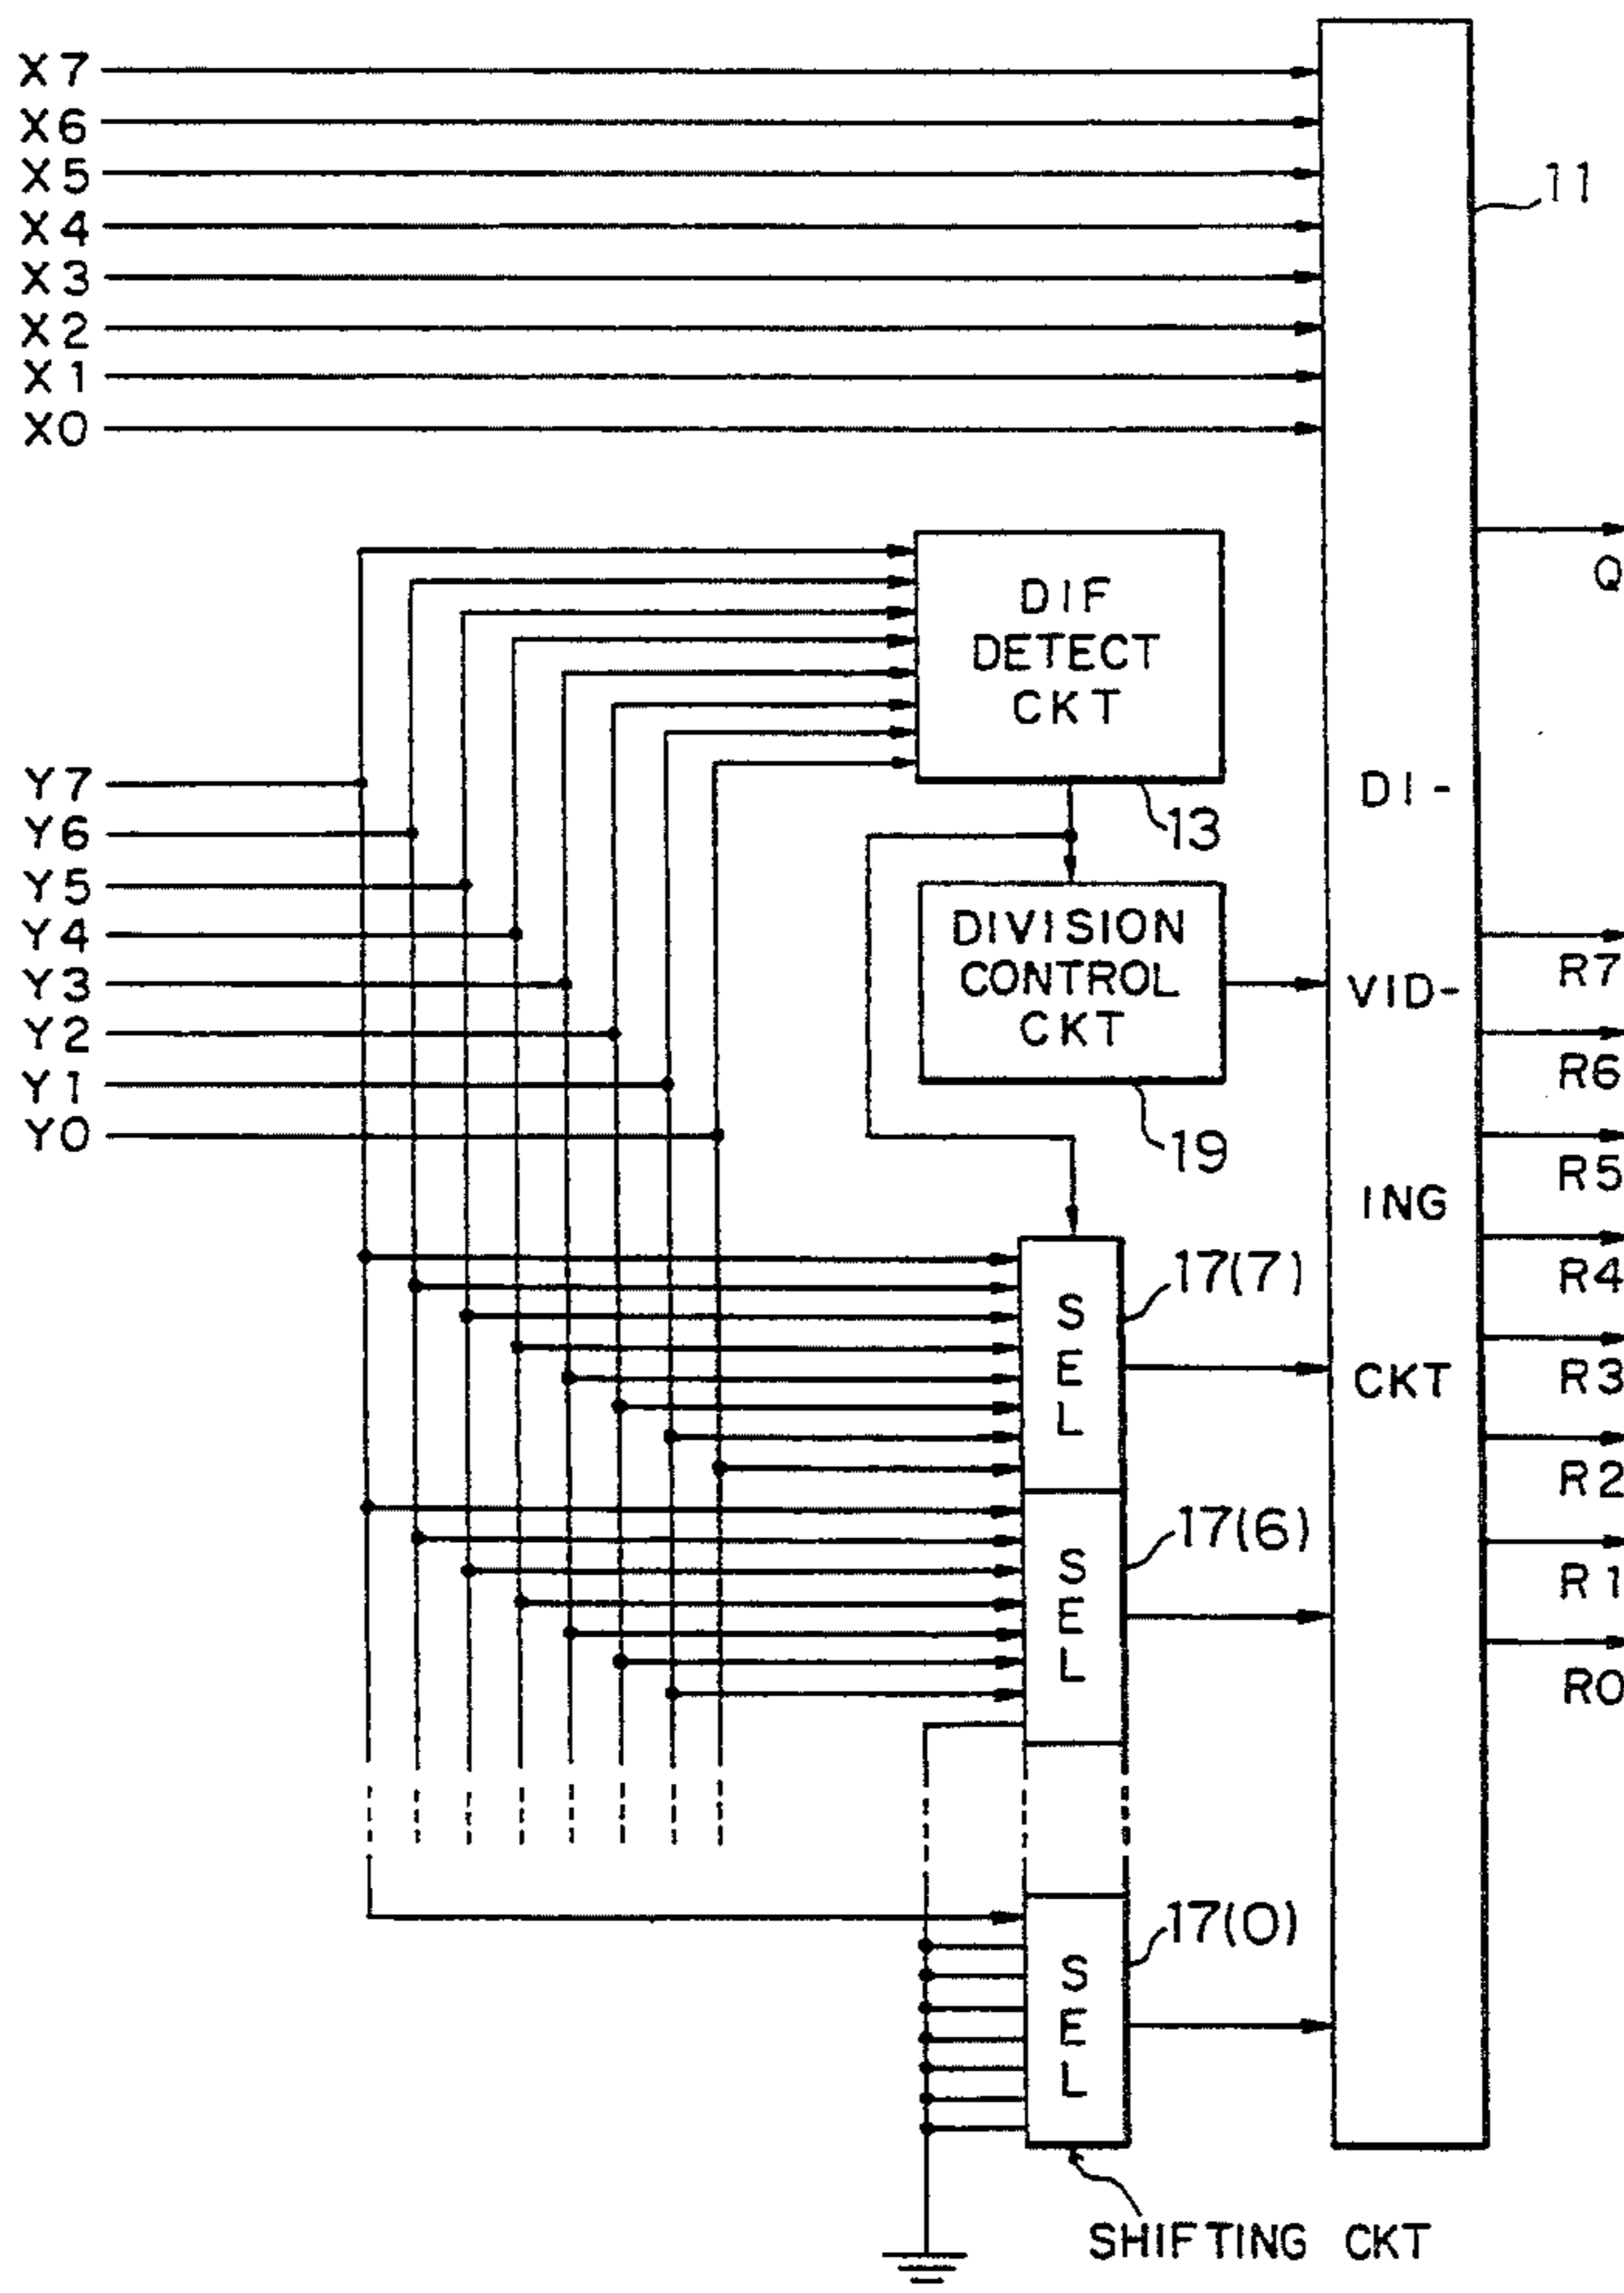 X7
X6
X5
X4
X3
X2
X1
X0
11
Q
DIF
DETECT
CKT
13
Y7
Y6
Y5
Y4
Y3
Y2
Y1
Y0
DIVISION
CONTROL
CKT
19
DI-
VID-
ING
CKT
R7
R6
R5
R4
R3
R2
R1
R0
SEL
17(7)
SEL
17(6)
SEL
17(0)
SHIFTING CKT